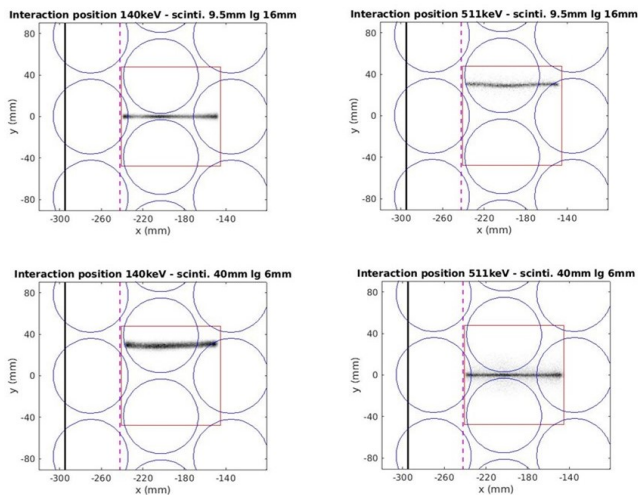 Interaction position 140keV - scinti. 9.5mm lg 16mm
80
40
0
-40
-80
y (mm)
-300 -260 -220 -180 -140
x (mm)
Interaction position 511keV - scinti. 9.5mm lg 16mm
80
40
0
-40
-80
y (mm)
-300 -260 -220 -180 -140
x (mm)
Interaction position 140keV - scinti. 40mm lg 6mm
80
40
0
-40
-80
y (mm)
-300 -260 -220 -180 -140
x (mm)
Interaction position 511keV - scinti. 40mm lg 6mm
80
40
0
-40
-80
y (mm)
-300 -260 -220 -180 -140
x (mm)